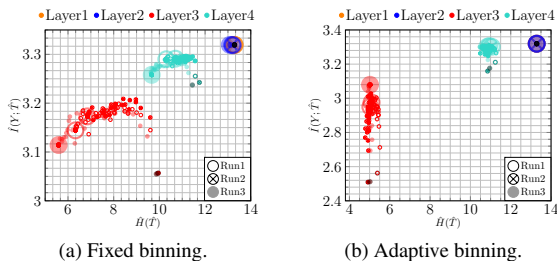 Layer1 Layer2 Layer3 Layer4
Layer1 Layer2 Layer3 Layer4
3.3
3.2
3.1
3
Î(Y; T̂)
6 8 10 12 14
Ĥ(T̂)
Run1
Run2
Run3
3.4
3.2
3.0
2.8
2.6
2.4
Î(Y; T̂)
4 6 8 10 12 14
Ĥ(T̂)
Run1
Run2
Run3
(a) Fixed binning.
(b) Adaptive binning.